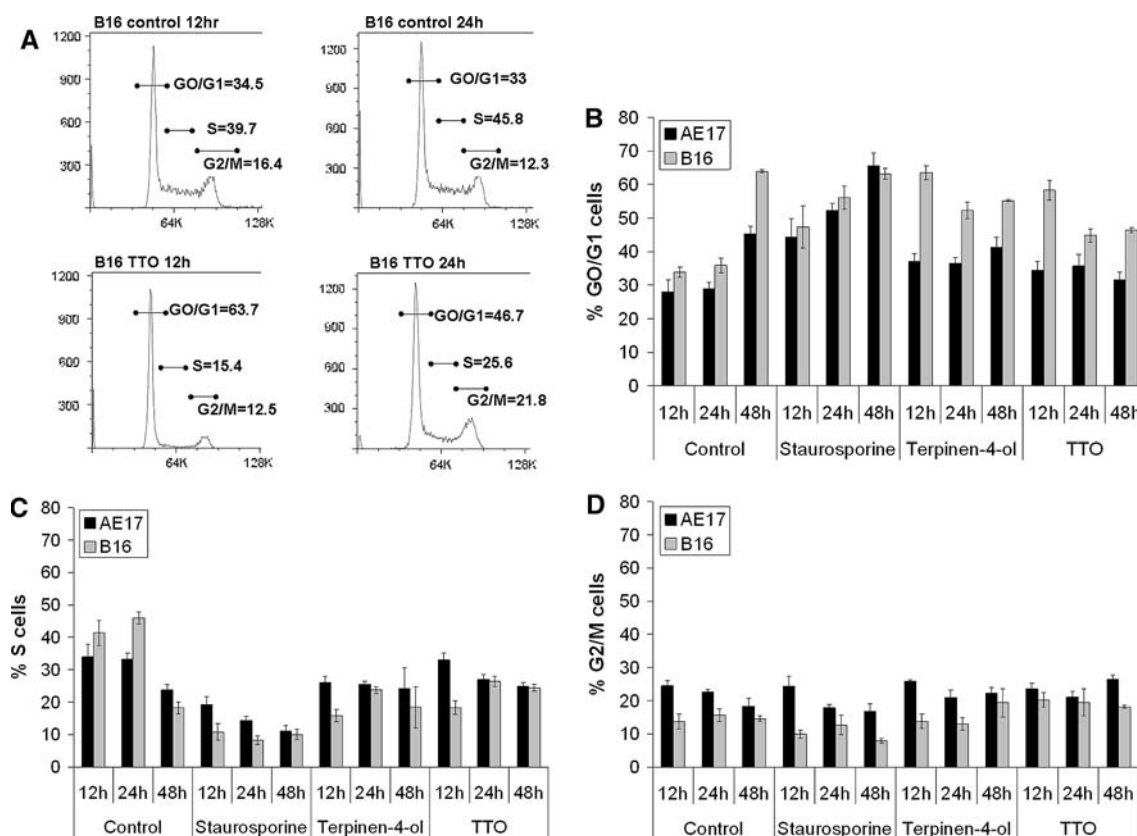 A
B16 control 12hr
1200
900
600
300
GO/G1=34.5
S=39.7
G2/M=16.4
64K 128K
B16 control 24h
1200
900
600
300
GO/G1=33
S=45.8
G2/M=12.3
64K 128K
B16 TTO 12h
1200
900
600
300
GO/G1=63.7
S=15.4
G2/M=12.5
64K 128K
B16 TTO 24h
1200
900
600
300
GO/G1=46.7
S=25.6
G2/M=21.8
64K 128K
B
AE17
B16
% GO/G1 cells
80
70
60
50
40
30
20
10
0
12h 24h 48h 12h 24h 48h 12h 24h 48h 12h 24h 48h
Control Staurosporine Terpinen-4-ol TTO
C
AE17
B16
% S cells
80
70
60
50
40
30
20
10
0
12h 24h 48h 12h 24h 48h 12h 24h 48h 12h 24h 48h
Control Staurosporine Terpinen-4-ol TTO
D
AE17
B16
% G2/M cells
80
70
60
50
40
30
20
10
0
12h 24h 48h 12h 24h 48h 12h 24h 48h 12h 24h 48h
Control Staurosporine Terpinen-4-ol TTO